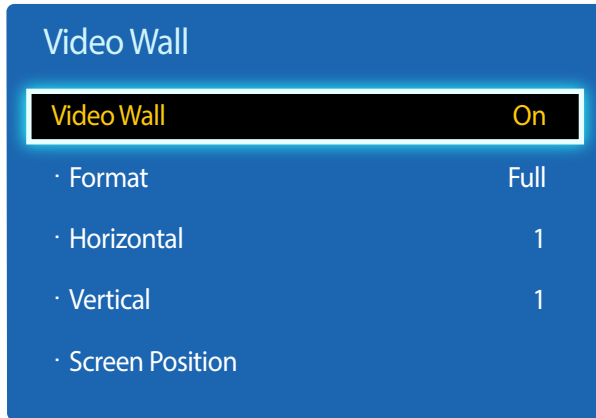 Video Wall
Video Wall On
· Format Full
· Horizontal 1
· Vertical 1
· Screen Position